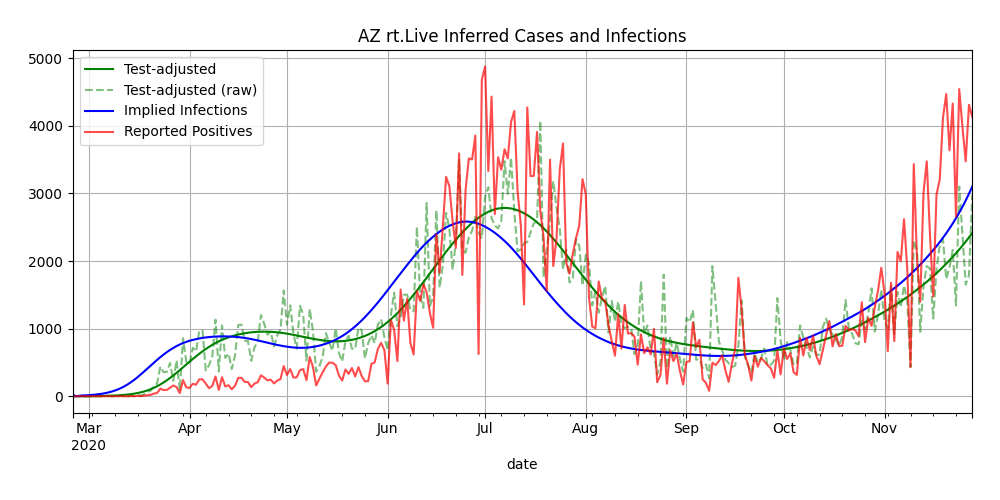 AZ rt.Live Inferred Cases and Infections
5000
4000
3000
2000
1000
0
Test-adjusted
Test-adjusted (raw)
Implied Infections
Reported Positives
Mar Apr May Jun Jul Aug Sep Oct Nov
2020
date